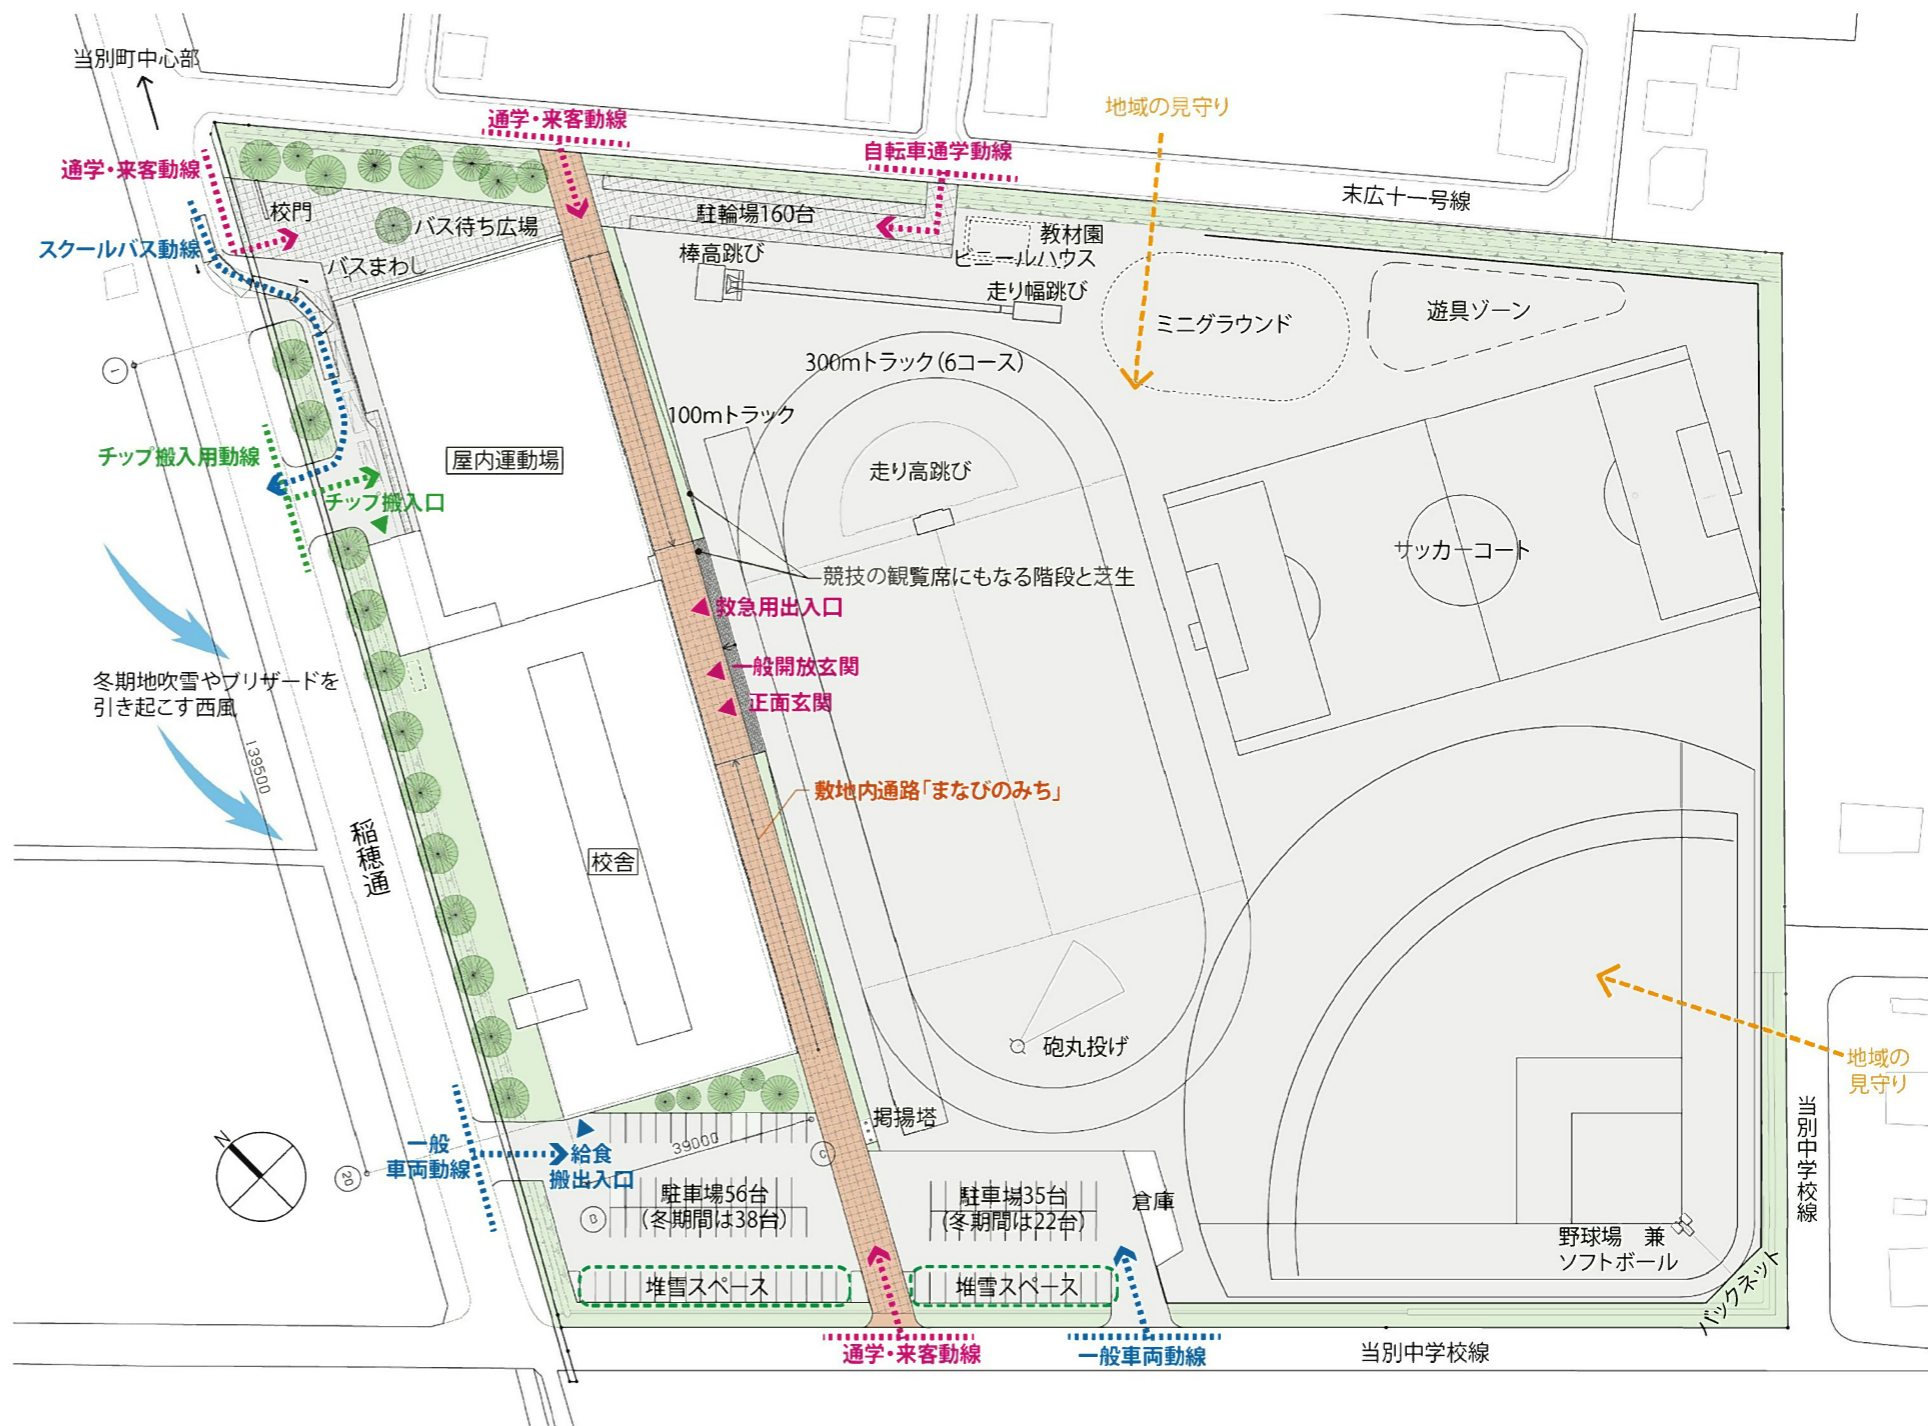 当別町中心部
通学・来客動線
地域の見守り
自転車通学動線
通学・来客動線
末広十一号線
校門
駐輪場160台
バス待ち広場
教材園
スクールバス動線
棒高跳び
ビニールハウス
バスまわし
走り幅跳び
ミニグラウンド
遊具ゾーン
300mトラック(6コース)
1
100mトラック
チップ搬入用動線
屋内運動場
走り高跳び
チップ搬入口
サッカーコート
競技の観覧席にもなる階段と芝生
救急用出入口
一般開放玄関
冬期地吹雪やブリザードを
引き起こす西風
正面玄関
139500
敷地内通路「まなびのみち」
稲穂通
校舎
砲丸投げ
地域の
見守り
掲揚塔
当別中学校線
N
一般
車両動線
39000
C
給食
搬出入口
20
駐車場56台
(冬期間は38台)
B
駐車場35台
(冬期間は22台)
倉庫
野球場 兼
ソフトボール
堆雪スペース
堆雪スペース
バックネット
通学・来客動線
一般車両動線
当別中学校線